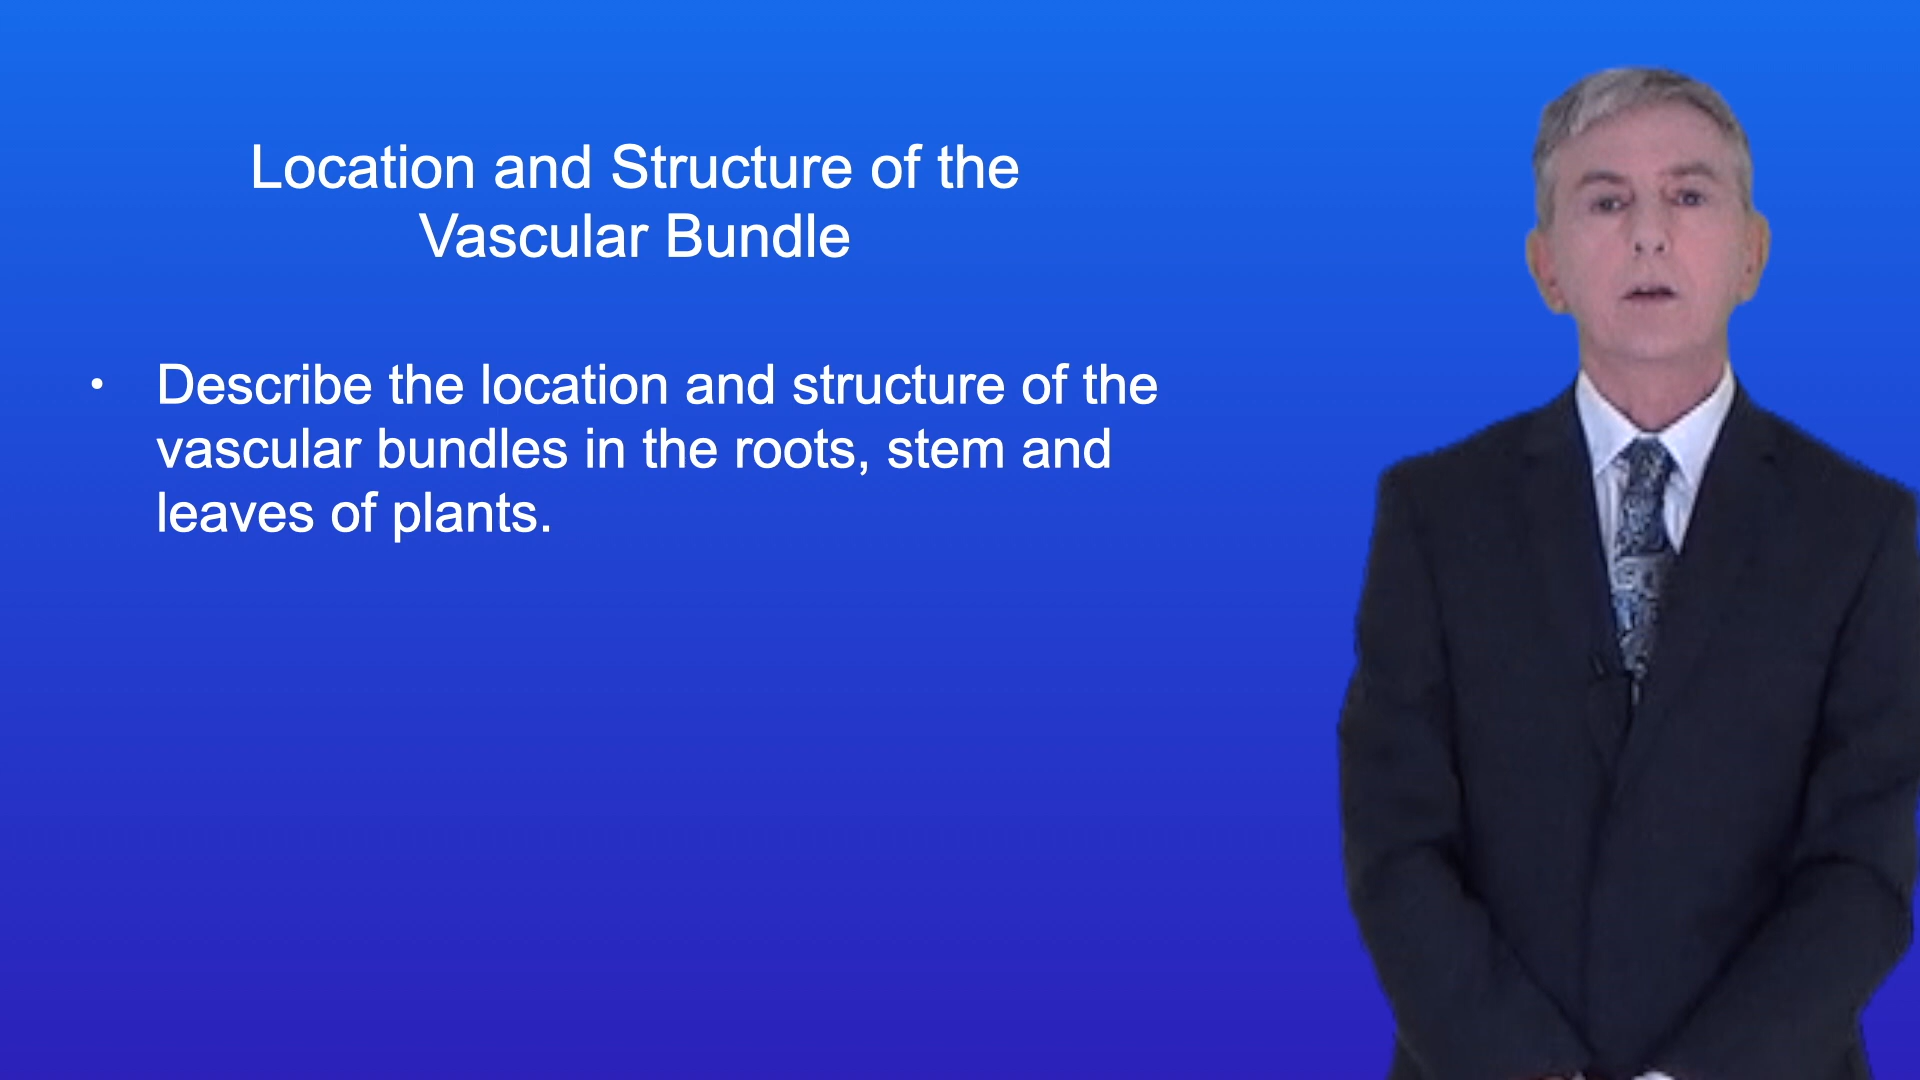 Location and Structure of the
Vascular Bundle
• Describe the location and structure of the
vascular bundles in the roots, stem and
leaves of plants.